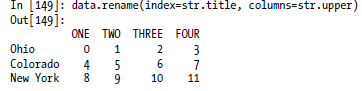 In [149]: data.rename(index=str.title, columns=str.upper)
Out[149]:
ONE TWO THREE FOUR
Ohio 0 1 2 3
Colorado 4 5 6 7
New York 8 9 10 11